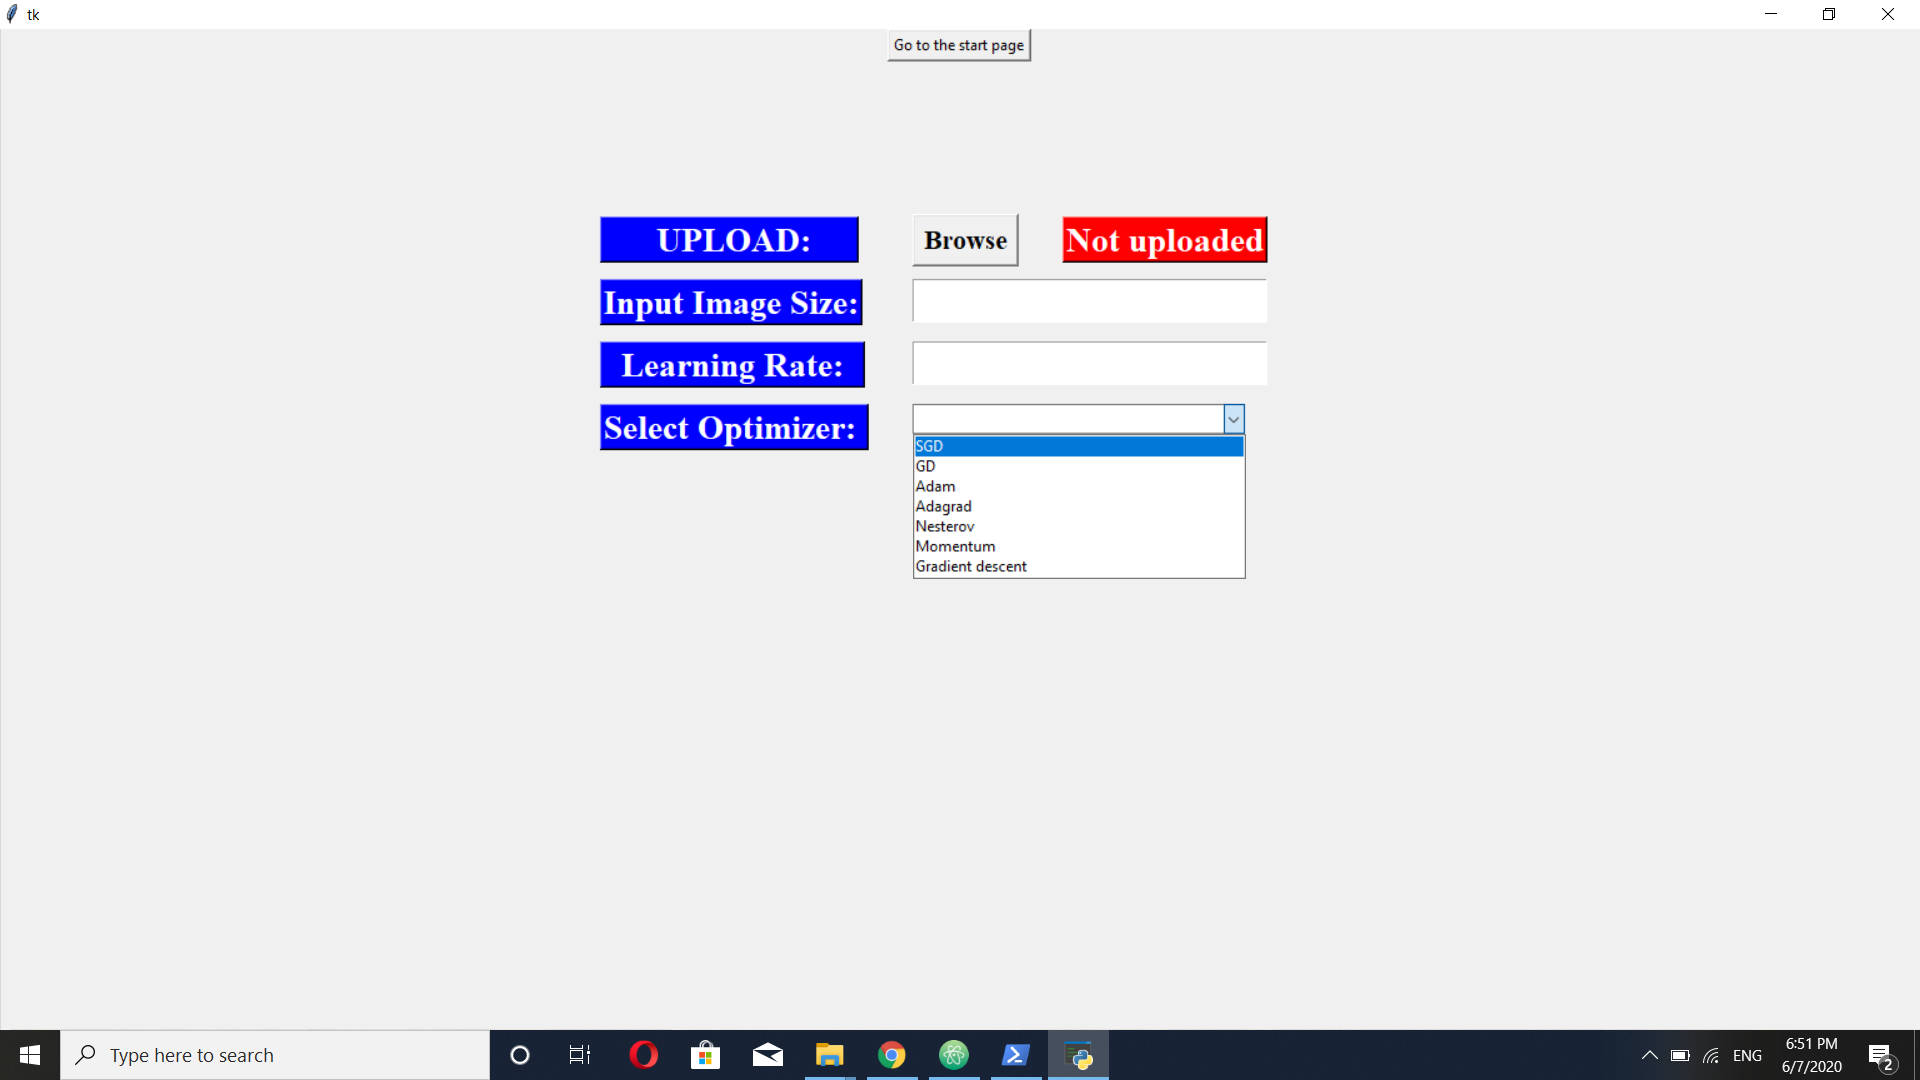 tk
Go to the start page
UPLOAD: Browse Not uploaded
Input Image Size:
Learning Rate:
Select Optimizer:
SGD
GD
Adam
Adagrad
Nesterov
Momentum
Gradient descent
Type here to search
ENG
6:51 PM
6/7/2020
2